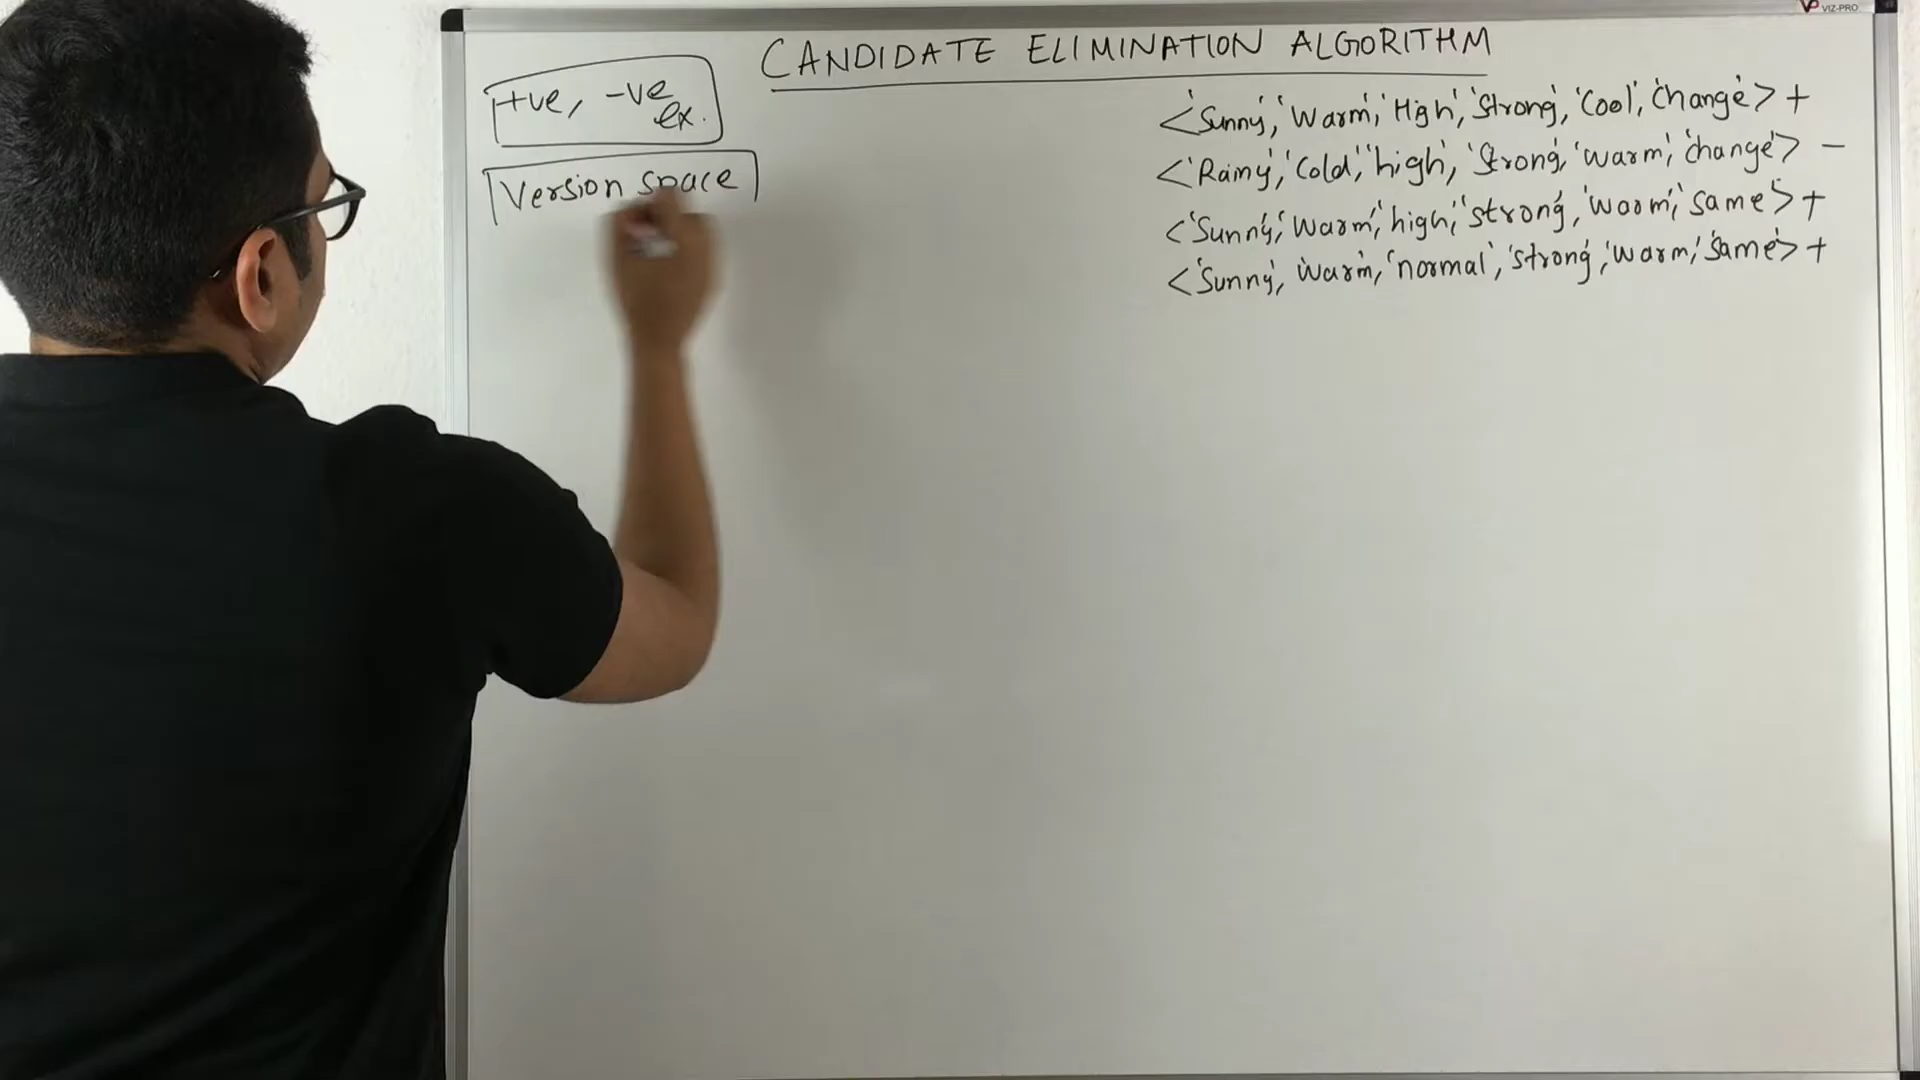 VIZ-PRO
CANDIDATE ELIMINATION ALGORITHM
+ve, -ve
ex.
Version space
<'Sunny', 'Warm', 'High', 'Strong', 'Cool', 'change'> +
<'Rainy', 'Cold', 'high', 'Strong', 'warm', 'change'> -
<'Sunny', 'warm', 'high', 'strong', 'warm', 'same'> +
<'Sunny', 'warm', 'normal', 'strong', 'warm', 'same'> +